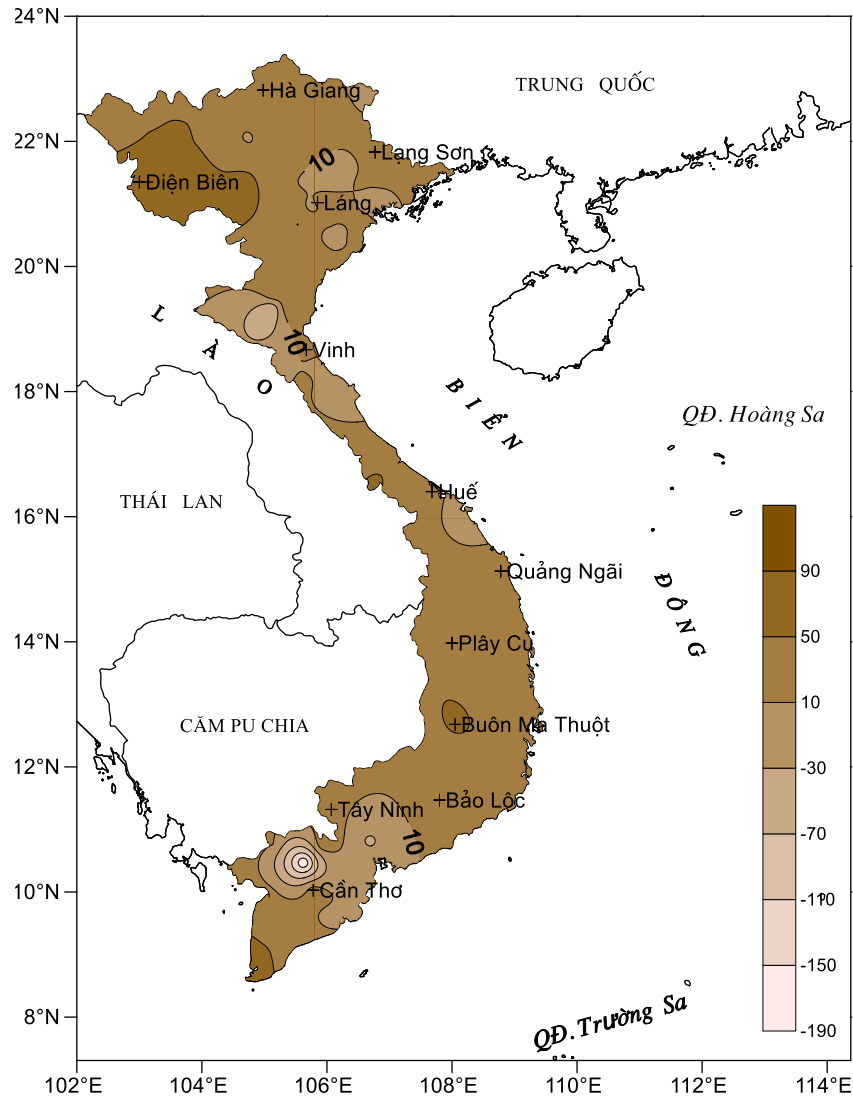 24°N
TRUNG QUỐC
Hà Giang
22°N
Lạng Sơn
10
Điện Biên
Láng
20°N
L À O
10
Vinh
18°N
BIỂN
QĐ. Hoàng Sa
THÁI LAN
Huế
16°N
90
Quảng Ngãi
ĐÔNG
50
14°N
Plây Cu
10
CĂM PU CHIA
Buôn Ma Thuột
12°N
-30
Bảo Lộc
Tây Ninh
10
-70
10°N
Cần Thơ
-110
-150
8°N
QĐ. Trường Sa
-190
102°E 104°E 106°E 108°E 110°E 112°E 114°E